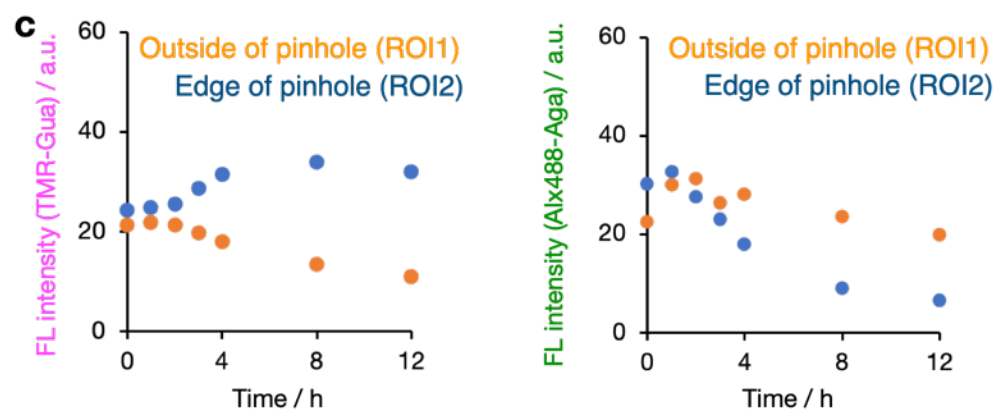 c
FL intensity (TMR-Gua) / a.u.
60
40
20
0
Outside of pinhole (ROI1)
Edge of pinhole (ROI2)
0 4 8 12
Time / h
FL intensity (Alx488-Aga) / a.u.
60
40
20
0
Outside of pinhole (ROI1)
Edge of pinhole (ROI2)
0 4 8 12
Time / h